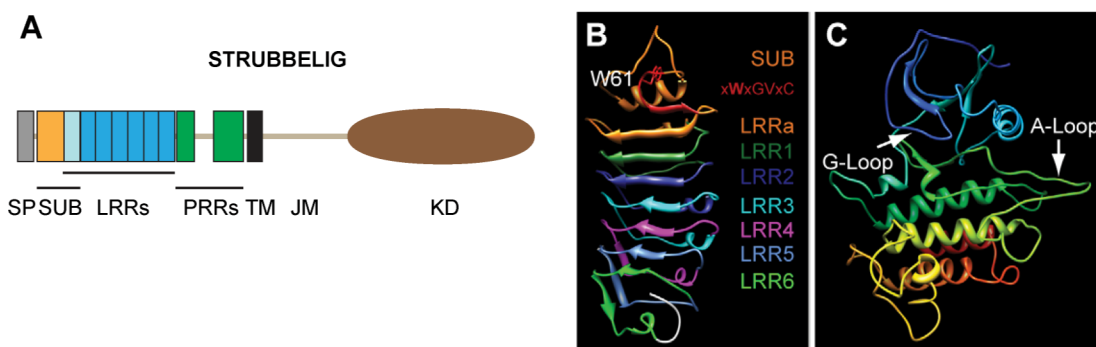 A
STRUBBELIG
SP SUB LRRs PRRs TM JM KD
B
W61
SUB
xWxGVxC
LRRa
LRR1
LRR2
LRR3
LRR4
LRR5
LRR6
C
A-Loop
G-Loop